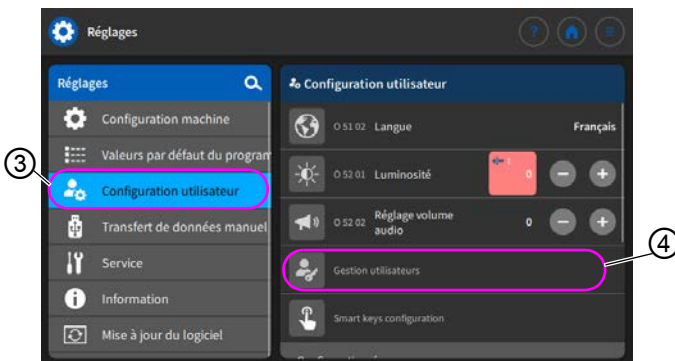 Réglages
?
Réglages
Configuration utilisateur
Configuration machine
O 51 02 Langue Français
Valeurs par défaut du program
3
O 52 01 Luminosité 1 0 − +
Configuration utilisateur
O 52 02 Réglage volume audio 0 − +
Transfert de données manuel
4
Gestion utilisateurs
Service
Information
Smart keys configuration
Mise à jour du logiciel